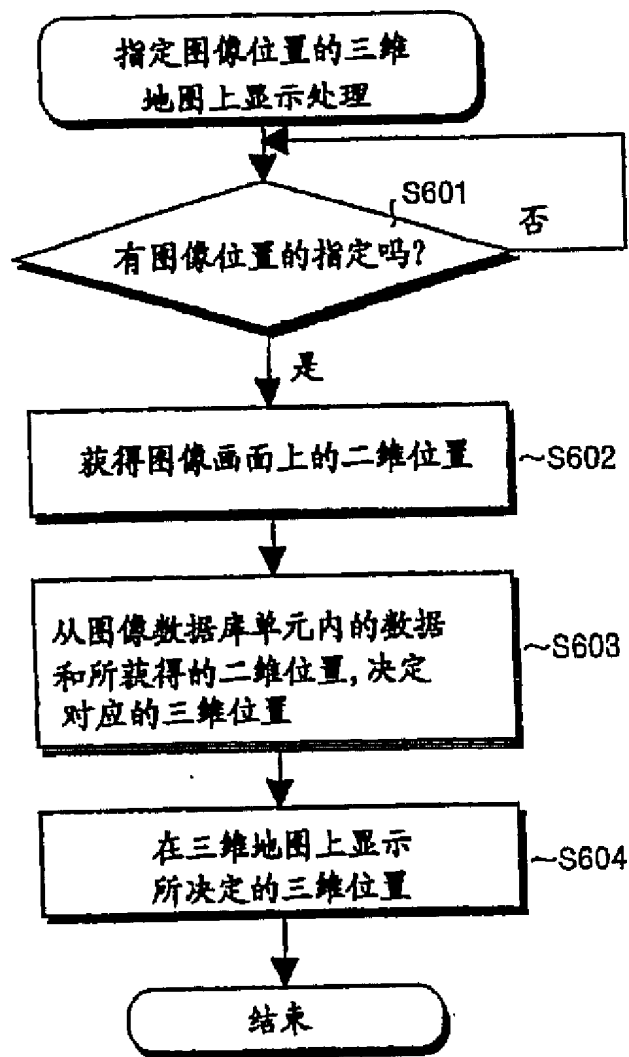 指定图像位置的三维
地图上显示处理
S601
否
有图像位置的指定吗?
是
获得图像画面上的二维位置
~S602
从图像数据库单元内的数据
和所获得的二维位置,决定
对应的三维位置
~S603
在三维地图上显示
所决定的三维位置
~S604
结束